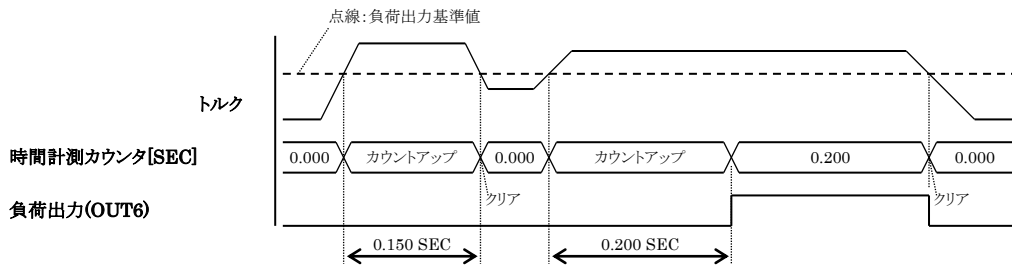 点線:負荷出力基準値
トルク
時間計測カウンタ[SEC]
0.000 カウントアップ 0.000 カウントアップ 0.200 0.000
クリア クリア
負荷出力(OUT6)
0.150 SEC 0.200 SEC